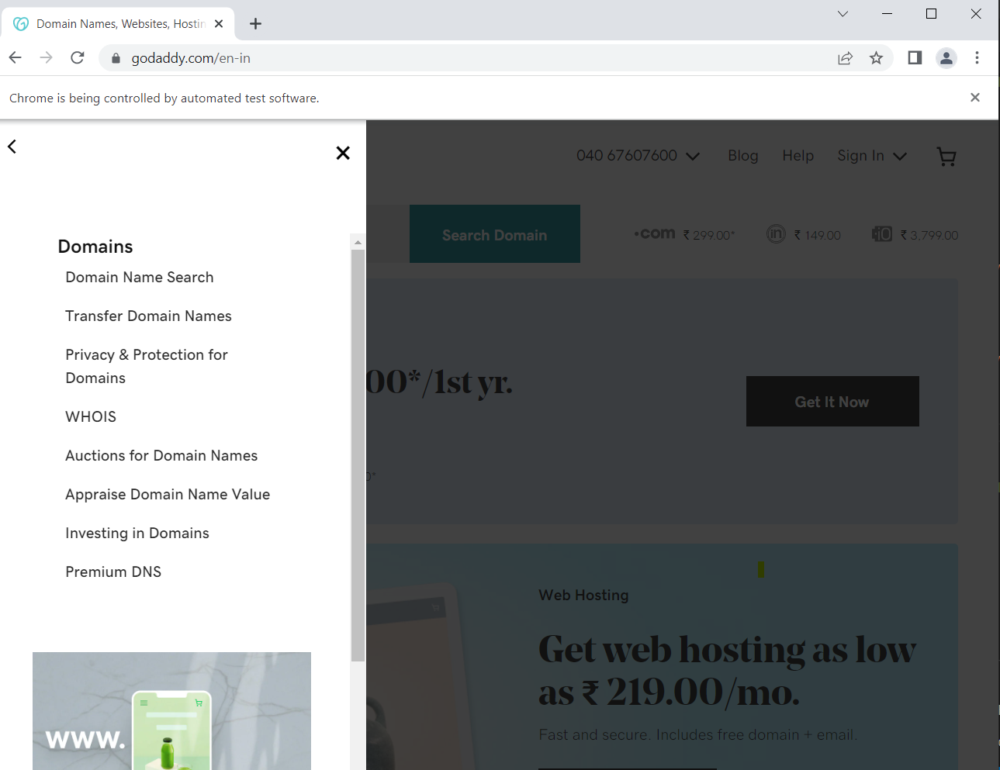 Domain Names, Websites, Hostin
godaddy.com/en-in
Chrome is being controlled by automated test software.
040 67607600
Blog
Help
Sign In
Search Domain
.com ₹ 299.00*
in ₹ 149.00
₹ 3,799.00
Domains
Domain Name Search
Transfer Domain Names
Privacy & Protection for
Domains
WHOIS
Auctions for Domain Names
Appraise Domain Name Value
Investing in Domains
Premium DNS
00*/1st yr.
Get It Now
Web Hosting
Get web hosting as low
as ₹ 219.00/mo.
Fast and secure. Includes free domain + email.
www.